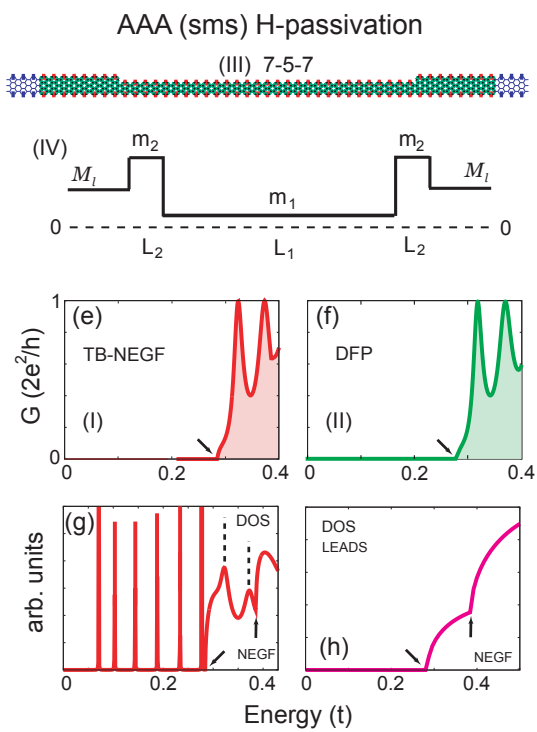 AAA (sms) H-passivation
(III) 7-5-7
(IV)
m2
m2
Ml
Ml
m1
0
0
L2
L1
L2
(e)
(f)
1
TB-NEGF
DFP
G (2e²/h)
(I)
(II)
0
0
0.2
0.4
0
0.2
0.4
(g)
DOS
DOS
LEADS
arb. units
NEGF
(h)
NEGF
0
0.2
0.4
0
0.2
0.4
Energy (t)